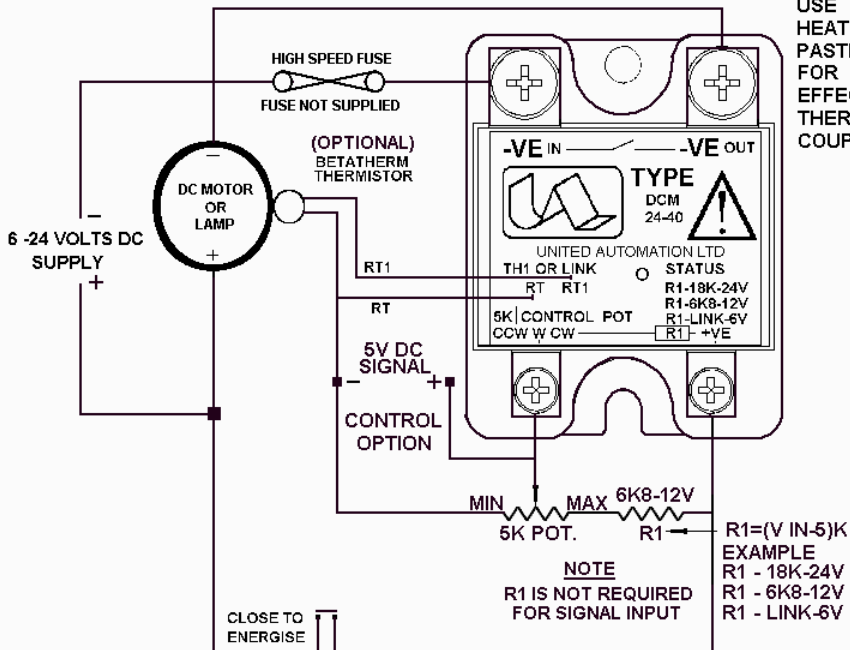 USE
HEAT
PAST
FOR
EFFE
THER
COUP
HIGH SPEED FUSE
FUSE NOT SUPPLIED
(OPTIONAL)
BETATHERM
THERMISTOR
DC MOTOR
OR
LAMP
−
+
−
6 -24 VOLTS DC
SUPPLY
+
-VE IN
-VE OUT
TYPE
DCM
24-40
UNITED AUTOMATION LTD
TH1 OR LINK
STATUS
RT RT1
R1-18K-24V
R1-6K8-12V
R1-LINK-6V
5K CONTROL POT
CCW W CW
R1 +VE
RT1
RT
5V DC
SIGNAL
− +
CONTROL
OPTION
MIN
MAX
6K8-12V
5K POT.
R1
R1=(V IN-5)K
EXAMPLE
R1 - 18K-24V
R1 - 6K8-12V
R1 - LINK-6V
NOTE
R1 IS NOT REQUIRED
FOR SIGNAL INPUT
CLOSE TO
ENERGISE